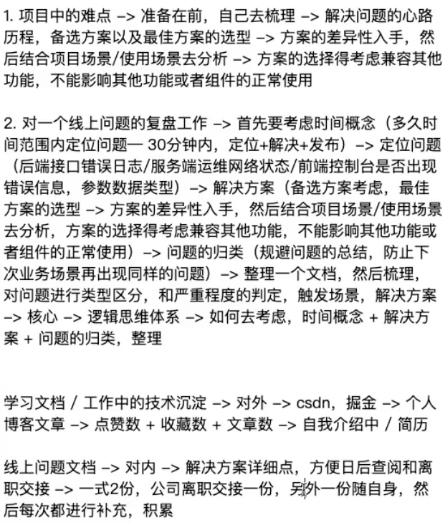 1. 项目中的难点 –> 准备在前，自己去梳理 –> 解决问题的心路
历程，备选方案以及最佳方案的选型 –> 方案的差异性入手，然
后结合项目场景/使用场景去分析 –> 方案的选择得考虑兼容其他
功能，不能影响其他功能或者组件的正常使用
2. 对一个线上问题的复盘工作 –> 首先要考虑时间概念（多久时
间范围内定位问题— 30分钟内，定位+解决+发布）–> 定位问题
（后端接口错误日志/服务端运维网络状态/前端控制台是否出现
错误信息，参数数据类型）–> 解决方案（备选方案考虑，最佳
方案的选型 –> 方案的差异性入手，然后结合项目场景/使用场景
去分析，方案的选择得考虑兼容其他功能，不能影响其他功能或
者组件的正常使用）–> 问题的归类（规避问题的总结，防止下
次业务场景再出现同样的问题）–> 整理一个文档，然后梳理，
对问题进行类型区分，和严重程度的判定，触发场景，解决方案
–> 核心 –> 逻辑思维体系 –> 如何去考虑，时间概念 + 解决方
案 + 问题的归类，整理
学习文档 / 工作中的技术沉淀 –> 对外 –> csdn，掘金 –> 个人
博客文章 –> 点赞数 + 收藏数 + 文章数 –> 自我介绍中 / 简历
线上问题文档 –> 对内 –> 解决方案详细点，方便日后查阅和离
职交接 –> 一式2份，公司离职交接一份，另外一份随自身，然
后每次都进行补充，积累